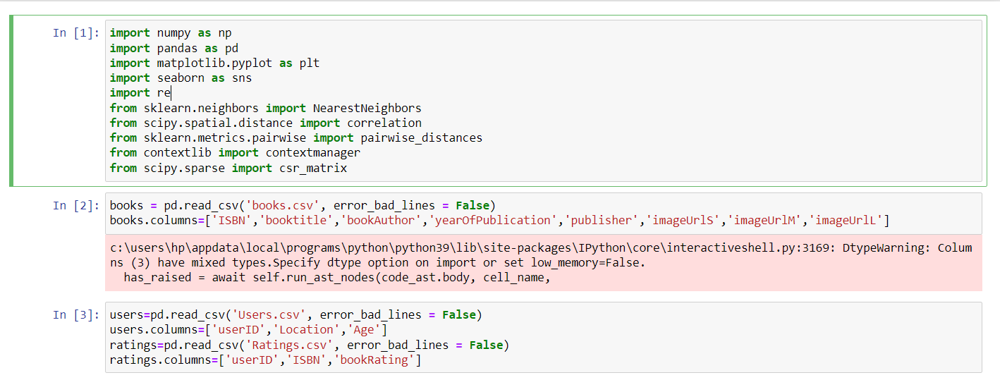 In [1]: import numpy as np
import pandas as pd
import matplotlib.pyplot as plt
import seaborn as sns
import re
from sklearn.neighbors import NearestNeighbors
from scipy.spatial.distance import correlation
from sklearn.metrics.pairwise import pairwise_distances
from contextlib import contextmanager
from scipy.sparse import csr_matrix
In [2]: books = pd.read_csv('books.csv', error_bad_lines = False)
books.columns=['ISBN','booktitle','bookAuthor','yearOfPublication','publisher','imageUrlS','imageUrlM','imageUrlL']
c:\users\hp\appdata\local\programs\python\python39\lib\site-packages\IPython\core\interactiveshell.py:3169: DtypeWarning: Colum
ns (3) have mixed types.Specify dtype option on import or set low_memory=False.
has_raised = await self.run_ast_nodes(code_ast.body, cell_name,
In [3]: users=pd.read_csv('Users.csv', error_bad_lines = False)
users.columns=['userID','Location','Age']
ratings=pd.read_csv('Ratings.csv', error_bad_lines = False)
ratings.columns=['userID','ISBN','bookRating']